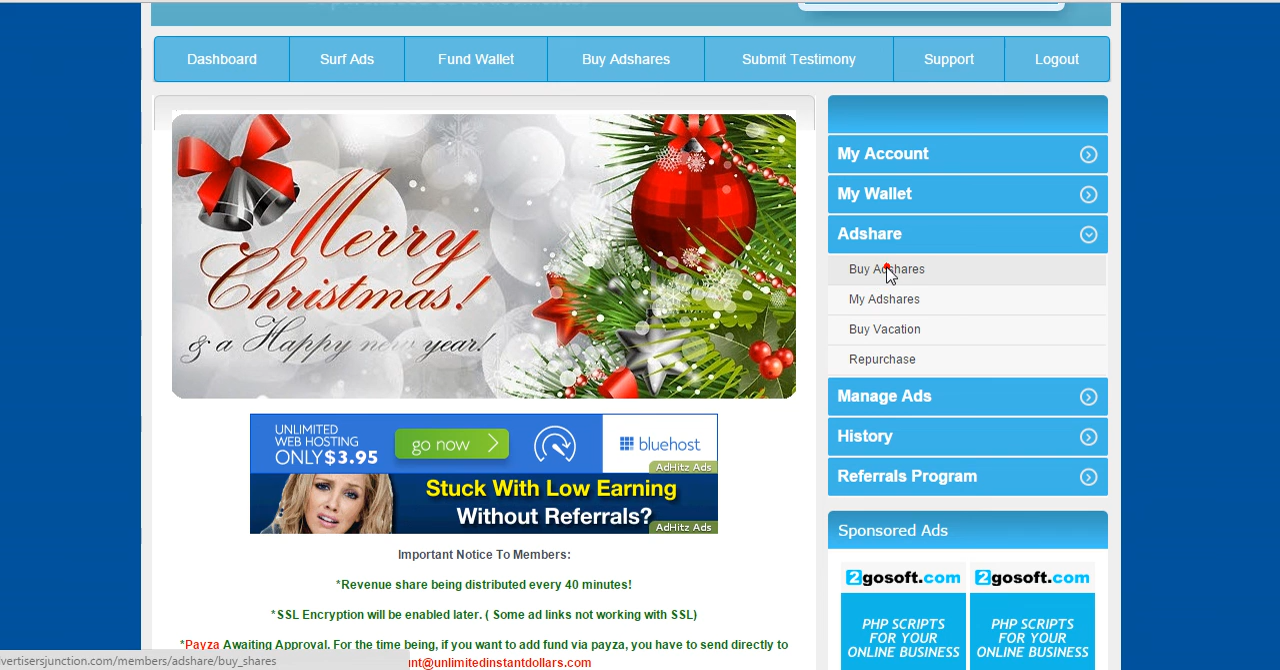 Dashboard
Surf Ads
Fund Wallet
Buy Adshares
Submit Testimony
Support
Logout
Merry
Christmas!
& a Happy new year!
UNLIMITED
WEB HOSTING
ONLY $3.95
go now
bluehost
AdHitz Ads
Stuck With Low Earning
Without Referrals?
AdHitz Ads
Important Notice To Members:
*Revenue share being distributed every 40 minutes!
*SSL Encryption will be enabled later. ( Some ad links not working with SSL)
*Payza Awaiting Approval. For the time being, if you want to add fund via payza, you have to send directly to
nt@unlimitedinstantdollars.com
My Account
My Wallet
Adshare
Buy Adshares
My Adshares
Buy Vacation
Repurchase
Manage Ads
History
Referrals Program
Sponsored Ads
2gosoft.com
PHP SCRIPTS
FOR YOUR
ONLINE BUSINESS
2gosoft.com
PHP SCRIPTS
FOR YOUR
ONLINE BUSINESS
vertisersjunction.com/members/adshare/buy_shares